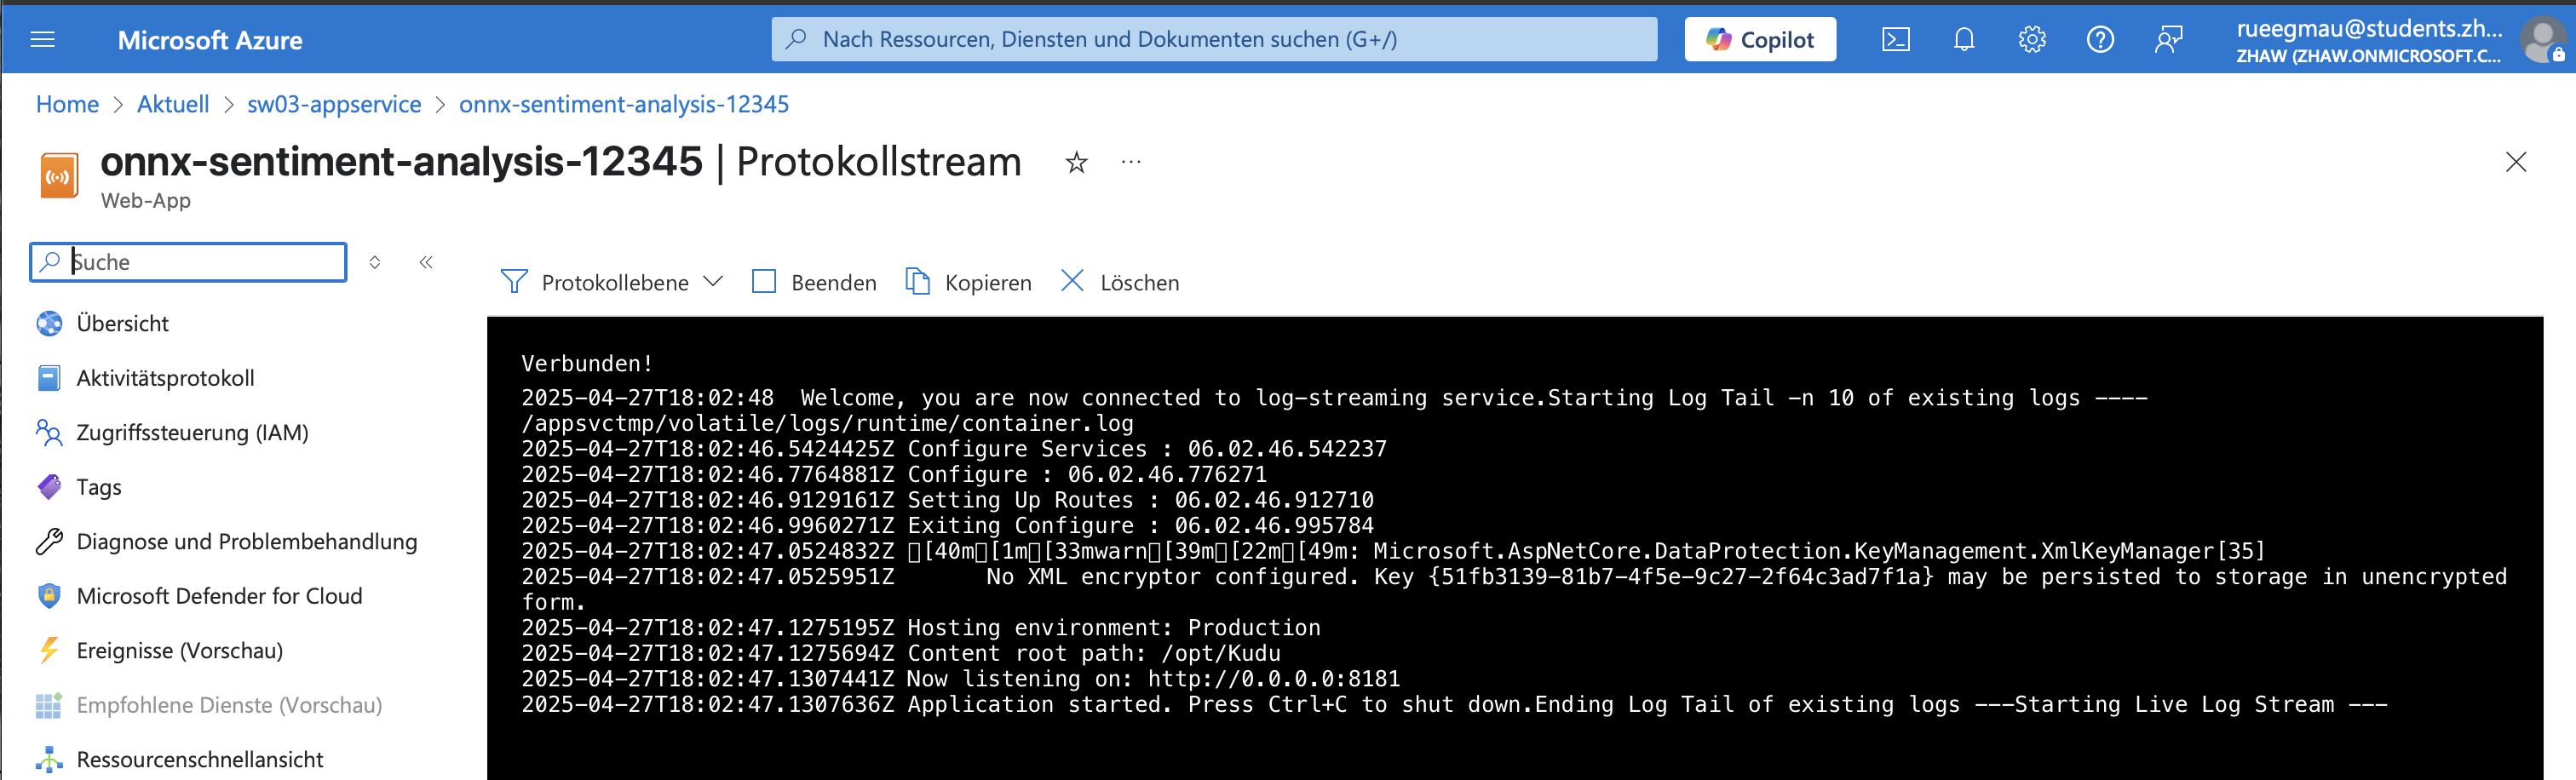 Microsoft Azure
Nach Ressourcen, Diensten und Dokumenten suchen (G+/)
Copilot
rueegmau@students.zh...
ZHAW (ZHAW.ONMICROSOFT.C...
Home > Aktuell > sw03-appservice > onnx-sentiment-analysis-12345
onnx-sentiment-analysis-12345 | Protokollstream
Web-App
Suche
Übersicht
Aktivitätsprotokoll
Zugriffssteuerung (IAM)
Tags
Diagnose und Problembehandlung
Microsoft Defender for Cloud
Ereignisse (Vorschau)
Empfohlene Dienste (Vorschau)
Ressourcenschnellansicht
Protokollebene
Beenden
Kopieren
Löschen
Verbunden!
2025-04-27T18:02:48  Welcome, you are now connected to log-streaming service.Starting Log Tail -n 10 of existing logs ----
/appsvctmp/volatile/logs/runtime/container.log
2025-04-27T18:02:46.5424425Z Configure Services : 06.02.46.542237
2025-04-27T18:02:46.7764881Z Configure : 06.02.46.776271
2025-04-27T18:02:46.9129161Z Setting Up Routes : 06.02.46.912710
2025-04-27T18:02:46.9960271Z Exiting Configure : 06.02.46.995784
2025-04-27T18:02:47.0524832Z ▯[40m▯[1m▯[33mwarn▯[39m▯[22m▯[49m: Microsoft.AspNetCore.DataProtection.KeyManagement.XmlKeyManager[35]
2025-04-27T18:02:47.0525951Z       No XML encryptor configured. Key {51fb3139-81b7-4f5e-9c27-2f64c3ad7f1a} may be persisted to storage in unencrypted
form.
2025-04-27T18:02:47.1275195Z Hosting environment: Production
2025-04-27T18:02:47.1275694Z Content root path: /opt/Kudu
2025-04-27T18:02:47.1307441Z Now listening on: http://0.0.0.0:8181
2025-04-27T18:02:47.1307636Z Application started. Press Ctrl+C to shut down.Ending Log Tail of existing logs ---Starting Live Log Stream ---